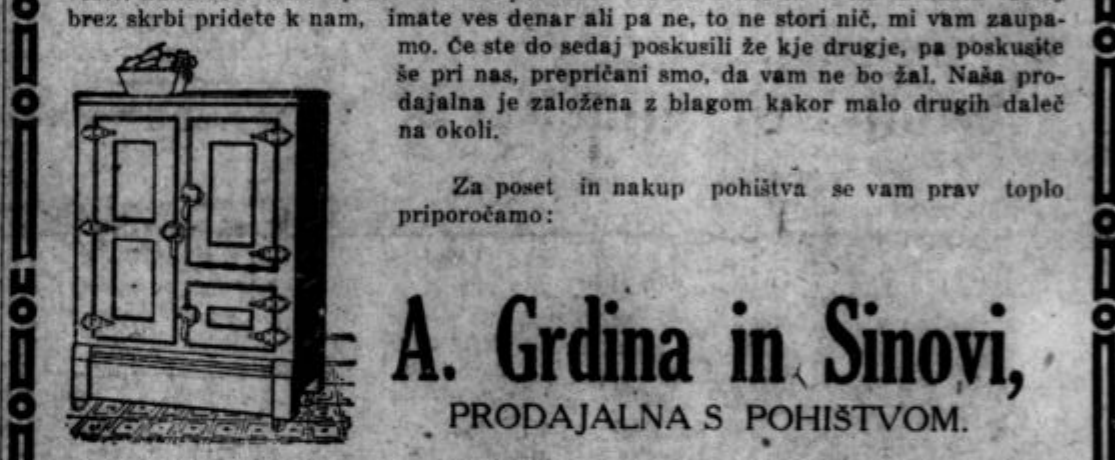 brez skrbi pridete k nam, imate ves denar ali pa ne, to ne stori nič, mi vam zaupa-
mo. Če ste do sedaj poskusili že kje drugje, pa poskusite
še pri nas, prepričani smo, da vam ne bo žal. Naša pro-
dajalna je založena z blagom kakor malo drugih daleč
na okoli.
Za poset in nakup pohištva se vam prav toplo
priporočamo:
A. Grdina in Sinovi,
PRODAJALNA S POHIŠTVOM.